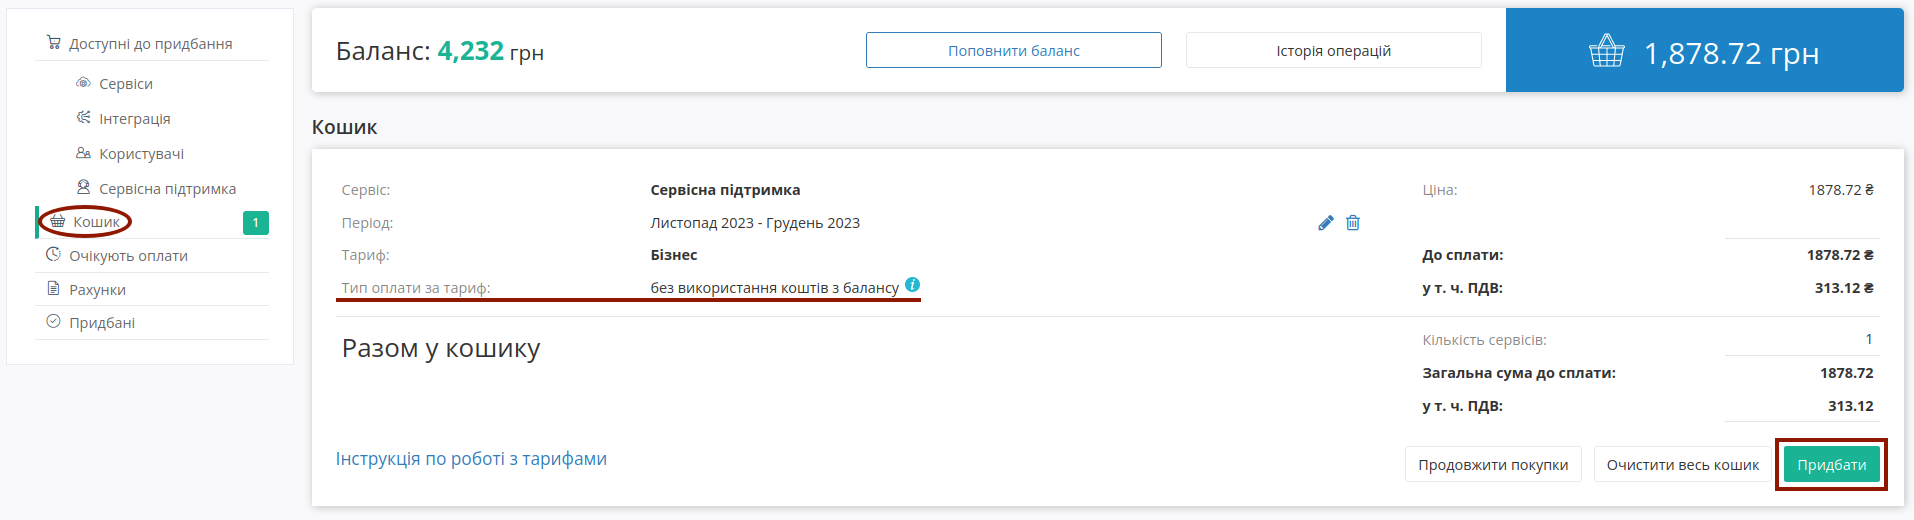 Доступні до придбання
Сервіси
Інтеграція
Користувачі
Сервісна підтримка
Кошик 1
Очікують оплати
Рахунки
Придбані
Баланс: 4,232 грн
Поповнити баланс
Історія операцій
1,878.72 грн
Кошик
Сервіс: Сервісна підтримка Ціна: 1878.72 ₴
Період: Листопад 2023 - Грудень 2023
Тариф: Бізнес До сплати: 1878.72 ₴
Тип оплати за тариф: без використання коштів з балансу i у т. ч. ПДВ: 313.12 ₴
Разом у кошику
Кількість сервісів: 1
Загальна сума до сплати: 1878.72
у т. ч. ПДВ: 313.12
Інструкція по роботі з тарифами
Продовжити покупки
Очистити весь кошик
Придбати